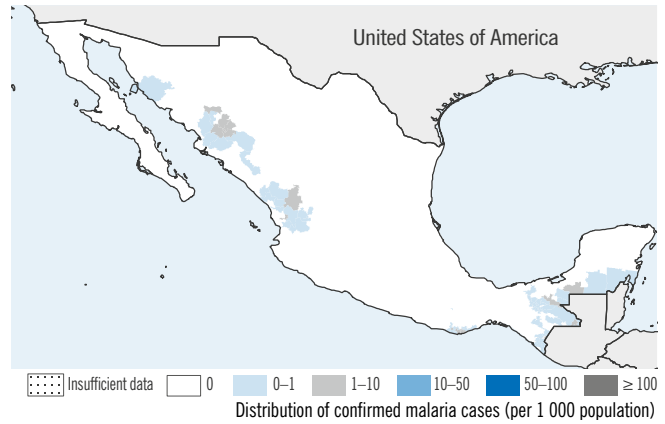 United States of America
Insufficient data 0 0–1 1–10 10–50 50–100 ≥ 100
Distribution of confirmed malaria cases (per 1 000 population)